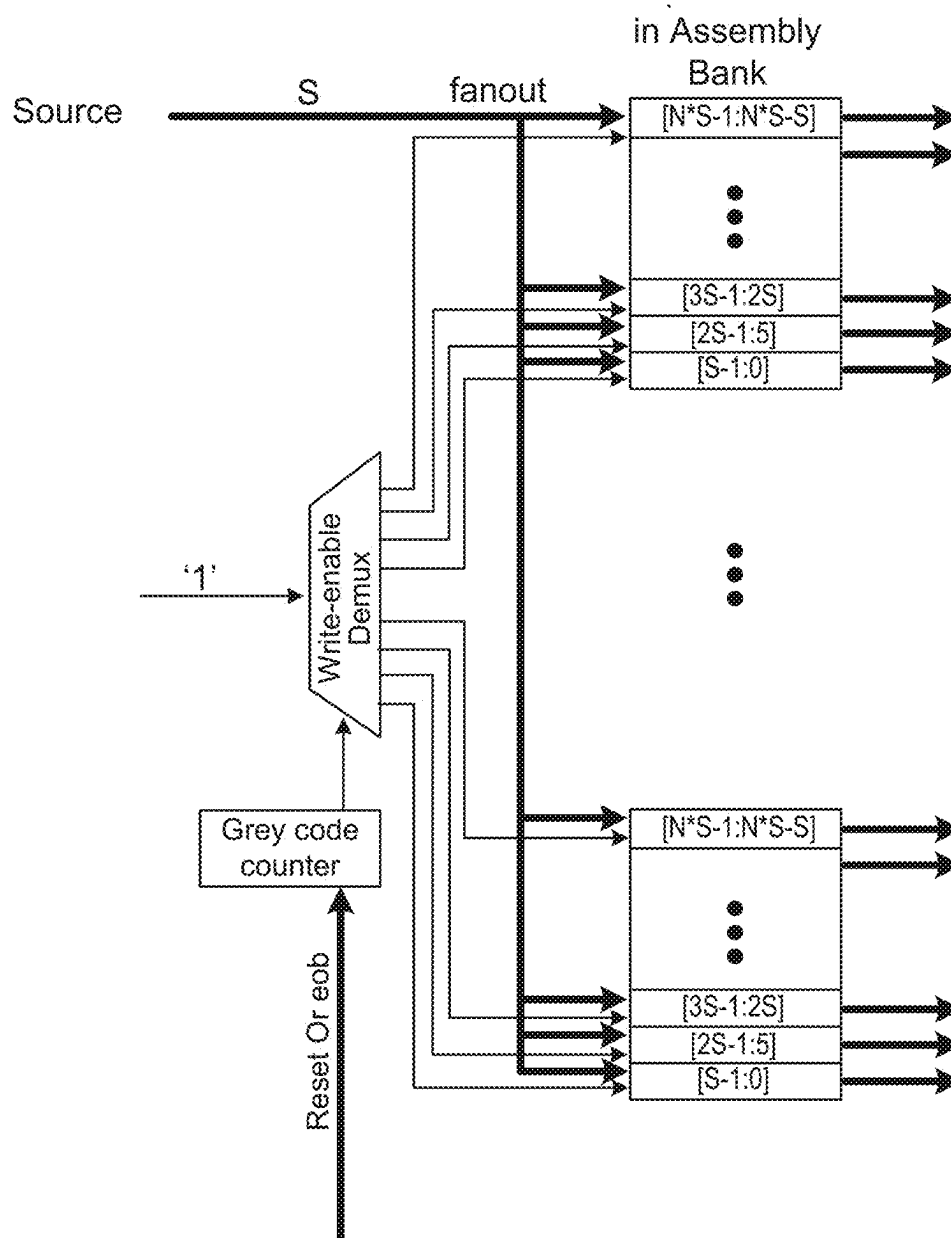 in Assembly
Bank
Source
S
fanout
[N*S-1:N*S-S]
[3S-1:2S]
[2S-1:5]
[S-1:0]
'1'
Write-enable
Demux
Grey code
counter
Reset Or eob
[N*S-1:N*S-S]
[3S-1:2S]
[2S-1:5]
[S-1:0]